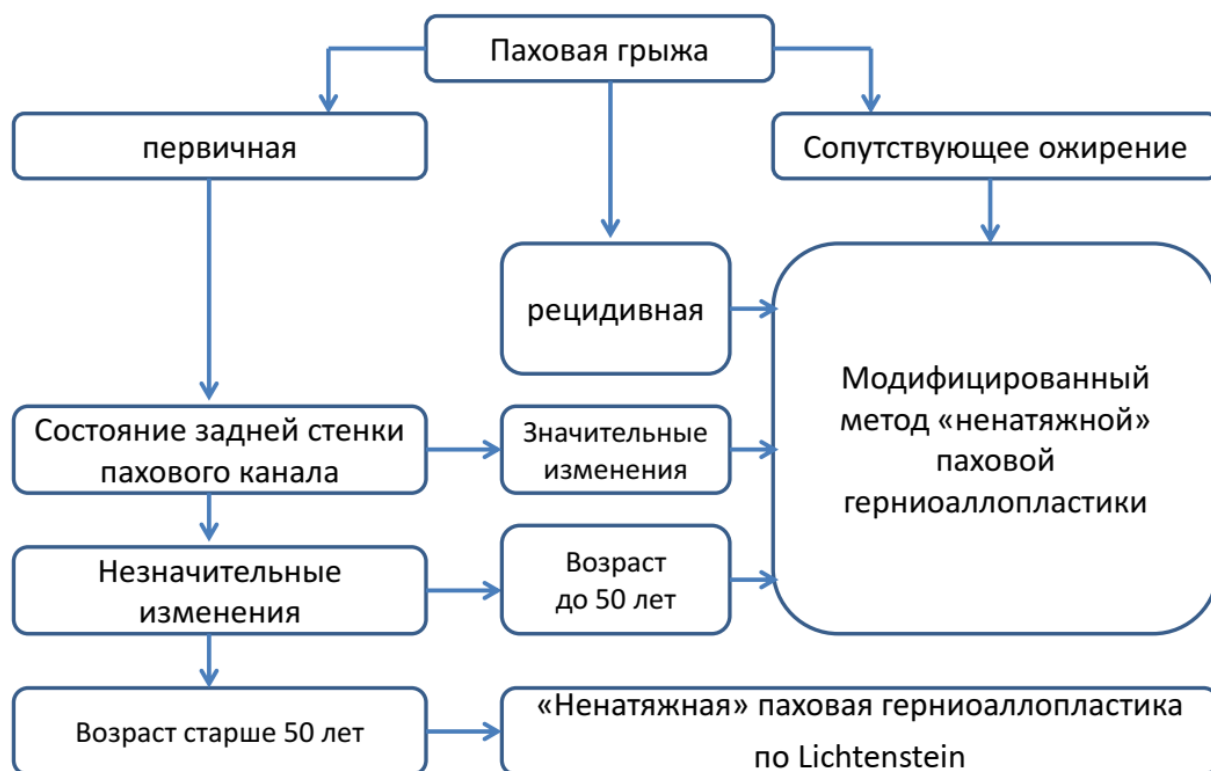 Паховая грыжа
первичная
Сопутствующее ожирение
рецидивная
Модифицированный
метод «ненатяжной»
паховой
герниоаллопластики
Состояние задней стенки
пахового канала
Значительные
изменения
Незначительные
изменения
Возраст
до 50 лет
Возраст старше 50 лет
«Ненатяжная» паховая герниоаллопластика
по Lichtenstein